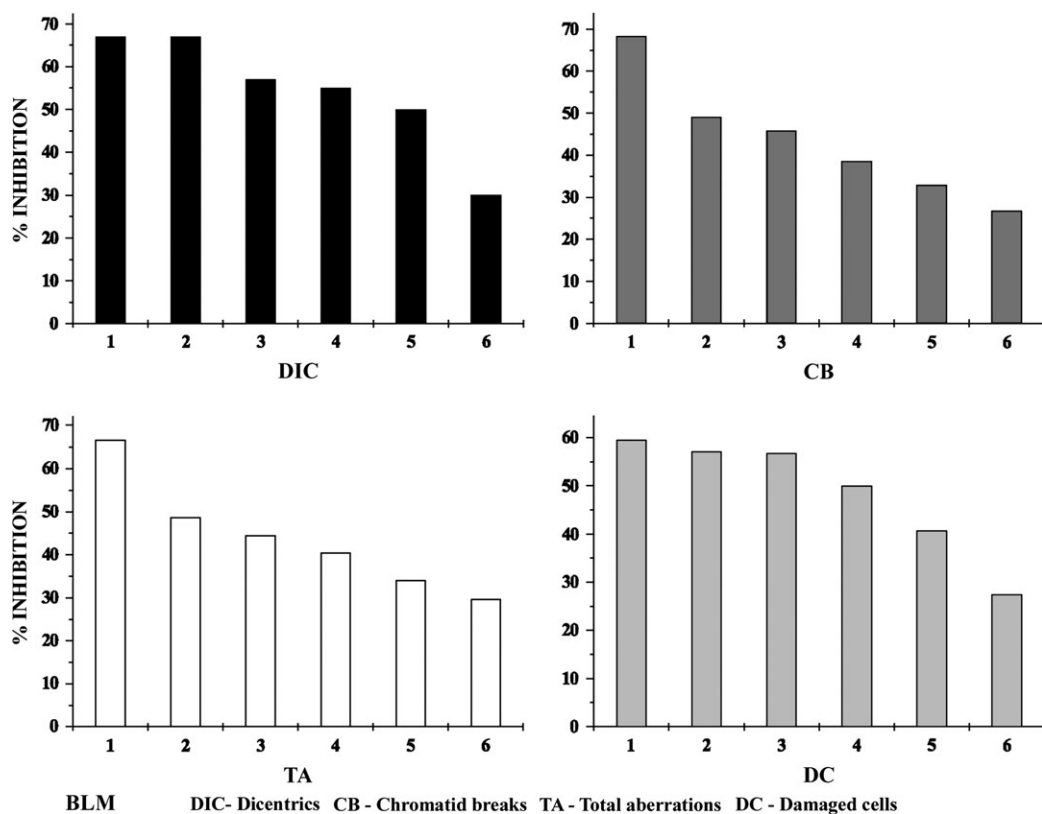 % INHIBITION
70
60
50
40
30
20
10
0
1 2 3 4 5 6
DIC
70
60
50
40
30
20
10
0
1 2 3 4 5 6
CB
% INHIBITION
70
60
50
40
30
20
10
0
1 2 3 4 5 6
TA
60
50
40
30
20
10
0
1 2 3 4 5 6
DC
BLM DIC- Dicentrics CB - Chromatid breaks TA - Total aberrations DC - Damaged cells